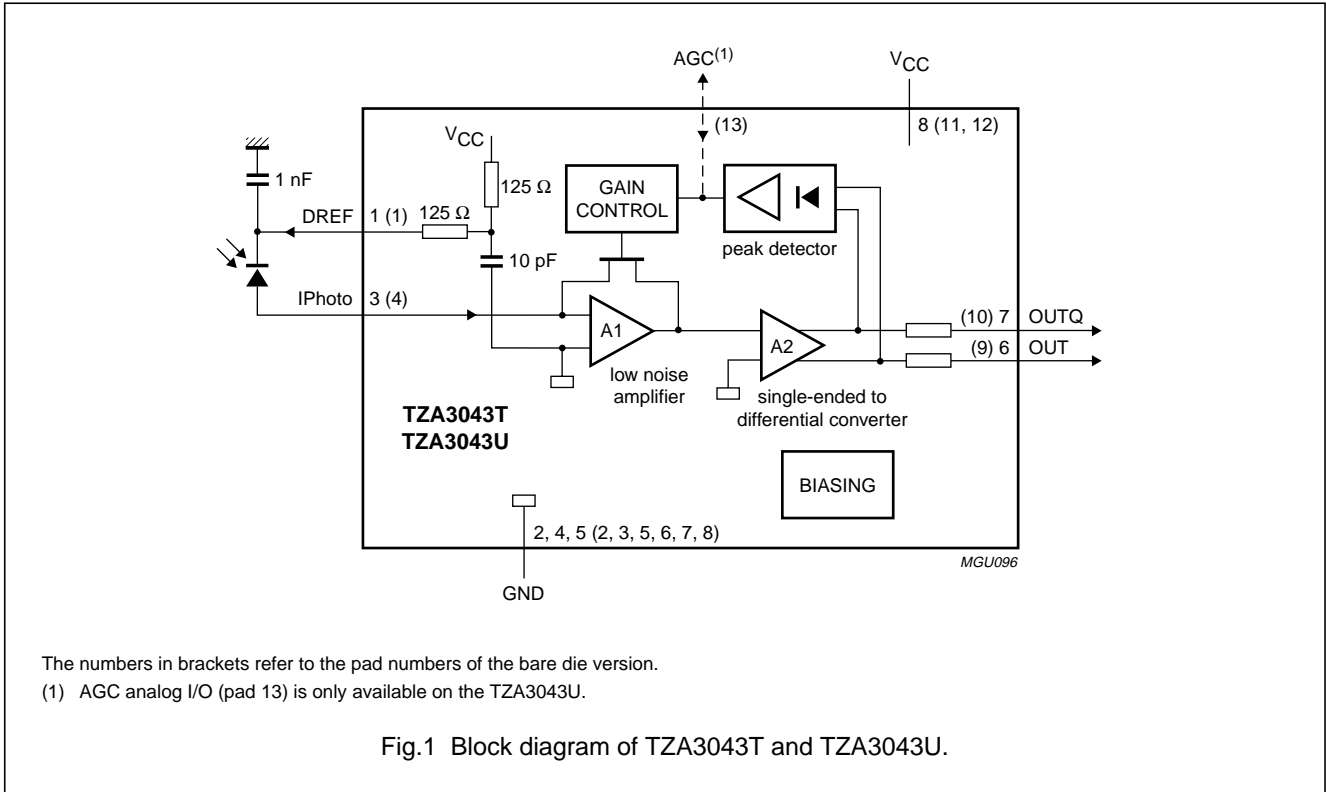 AGC(1)
VCC
(13)
8 (11, 12)
VCC
1 nF
125 Ω
GAIN
CONTROL
DREF
1 (1)
125 Ω
peak detector
10 pF
IPhoto
3 (4)
A1
A2
(10) 7
OUTQ
(9) 6
OUT
low noise
amplifier
single-ended to
differential converter
TZA3043T
TZA3043U
BIASING
2, 4, 5 (2, 3, 5, 6, 7, 8)
MGU096
GND
The numbers in brackets refer to the pad numbers of the bare die version.
(1) AGC analog I/O (pad 13) is only available on the TZA3043U.
Fig.1 Block diagram of TZA3043T and TZA3043U.